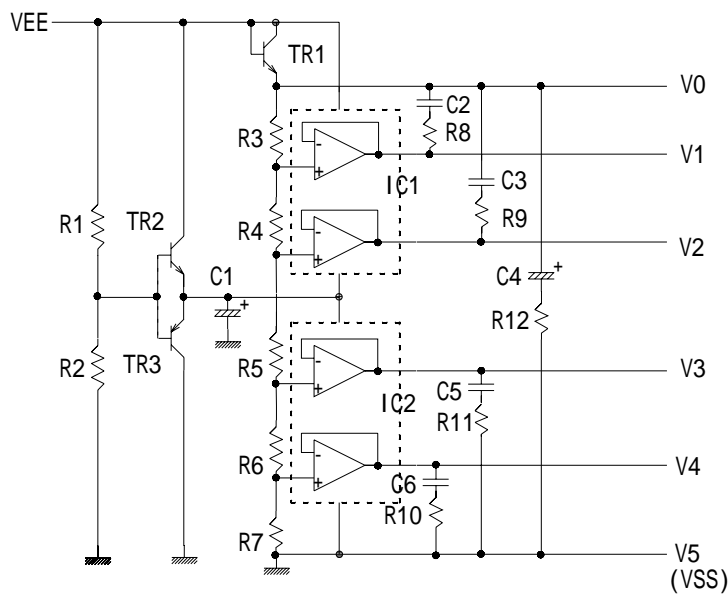 VEE
TR1
V0
C2
R8
R3
-
+
IC1
V1
C3
R9
R1
TR2
R4
-
+
V2
C1
+
C4
+
R12
R2
TR3
R5
-
+
IC2
V3
C5
R11
R6
-
+
V4
C6
R10
R7
V5
(VSS)